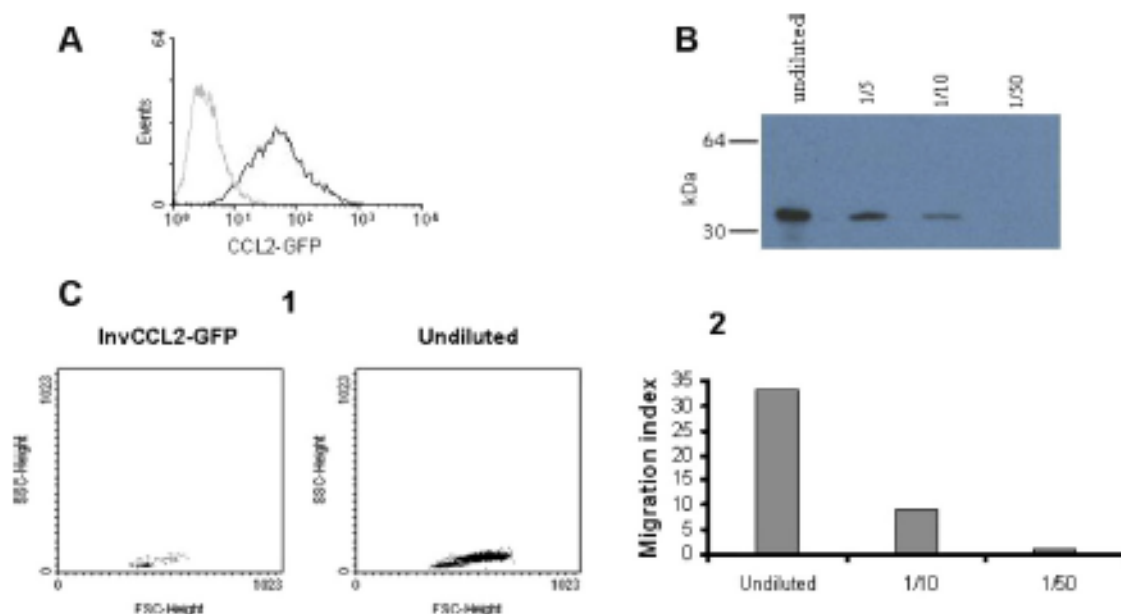 A
64
Events
0
10⁰ 10¹ 10² 10³ 10⁴
CCL2-GFP
B
undiluted 1/5 1/10 1/50
64
kDa
30
C
1
InvCCL2-GFP
1023
SSC-Height
0 1023
FSC-Height
Undiluted
1023
SSC-Height
0 1023
FSC-Height
2
Migration index
35
30
25
20
15
10
5
0
Undiluted 1/10 1/50